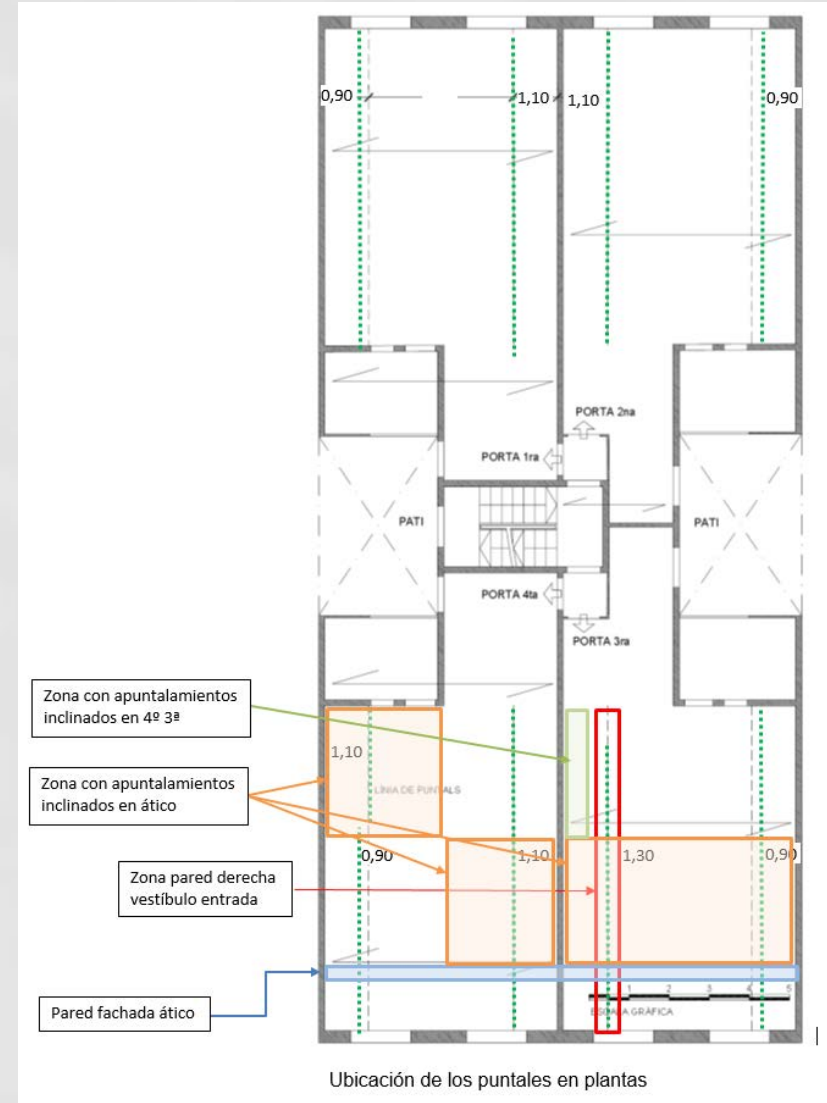 0,90
1,10
1,10
0,90
PORTA 2na
PORTA 1ra
PATI
PATI
PORTA 4ta
PORTA 3ra
Zona con apuntalamientos
inclinados en 4º 3ª
1,10
LÍNIA DE PUNTALS
Zona con apuntalamientos
inclinados en ático
0,90
1,10
1,30
0,90
Zona pared derecha
vestíbulo entrada
1
2
3
4
5
ESCALA GRÀFICA
Pared fachada ático
Ubicación de los puntales en plantas